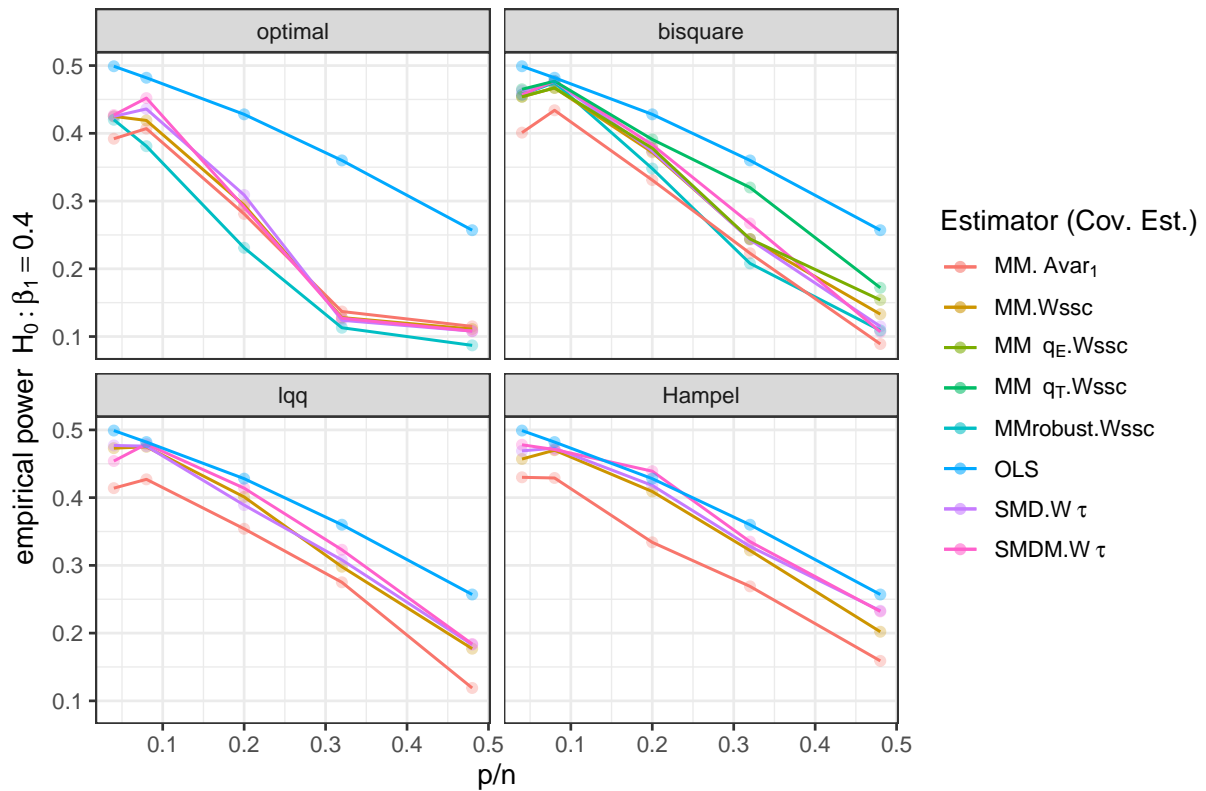 optimal
bisquare
0.5
0.4
0.3
0.2
0.1
lqq
Hampel
0.5
0.4
0.3
0.2
0.1
0.1 0.2 0.3 0.4 0.5
0.1 0.2 0.3 0.4 0.5
p/n
empirical power H₀ : β₁ = 0.4
Estimator (Cov. Est.)
MM. Avar₁
MM.Wssc
MM q_E.Wssc
MM q_T.Wssc
MMrobust.Wssc
OLS
SMD.W τ
SMDM.W τ